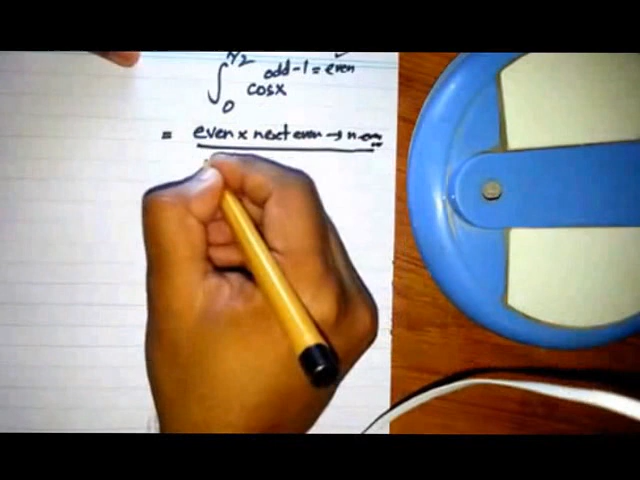 π/2
odd-1=even
∫ cosx
0
= even x next even → n